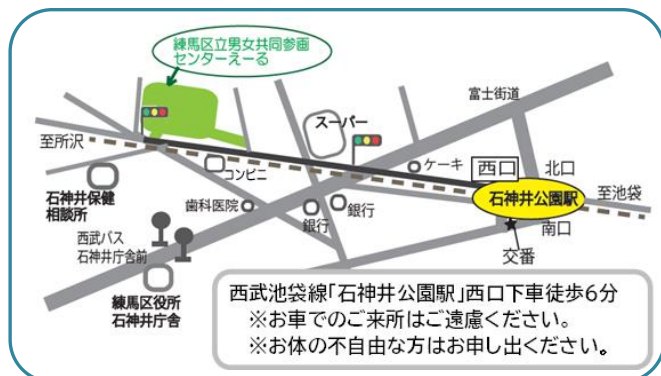 練馬区立男女共同参画
センターえーる
富士街道
スーパー
至所沢
ケーキ
西口
北口
コンビニ
石神井公園駅
至池袋
石神井保健
相談所
歯科医院
銀行
銀行
南口
交番
西武バス
石神井庁舎前
練馬区役所
石神井庁舎
西武池袋線「石神井公園駅」西口下車徒歩6分
※お車でのご来所はご遠慮ください。
※お体の不自由な方はお申し出ください。